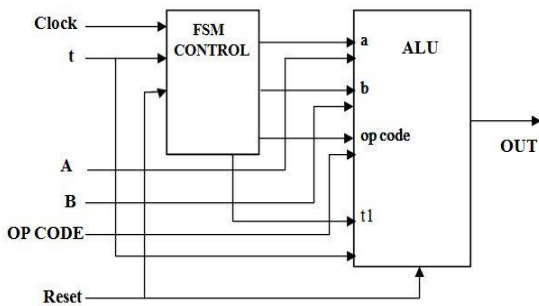 Clock
t
A
B
OP CODE
Reset
FSM
CONTROL
a
b
op code
t1
ALU
OUT